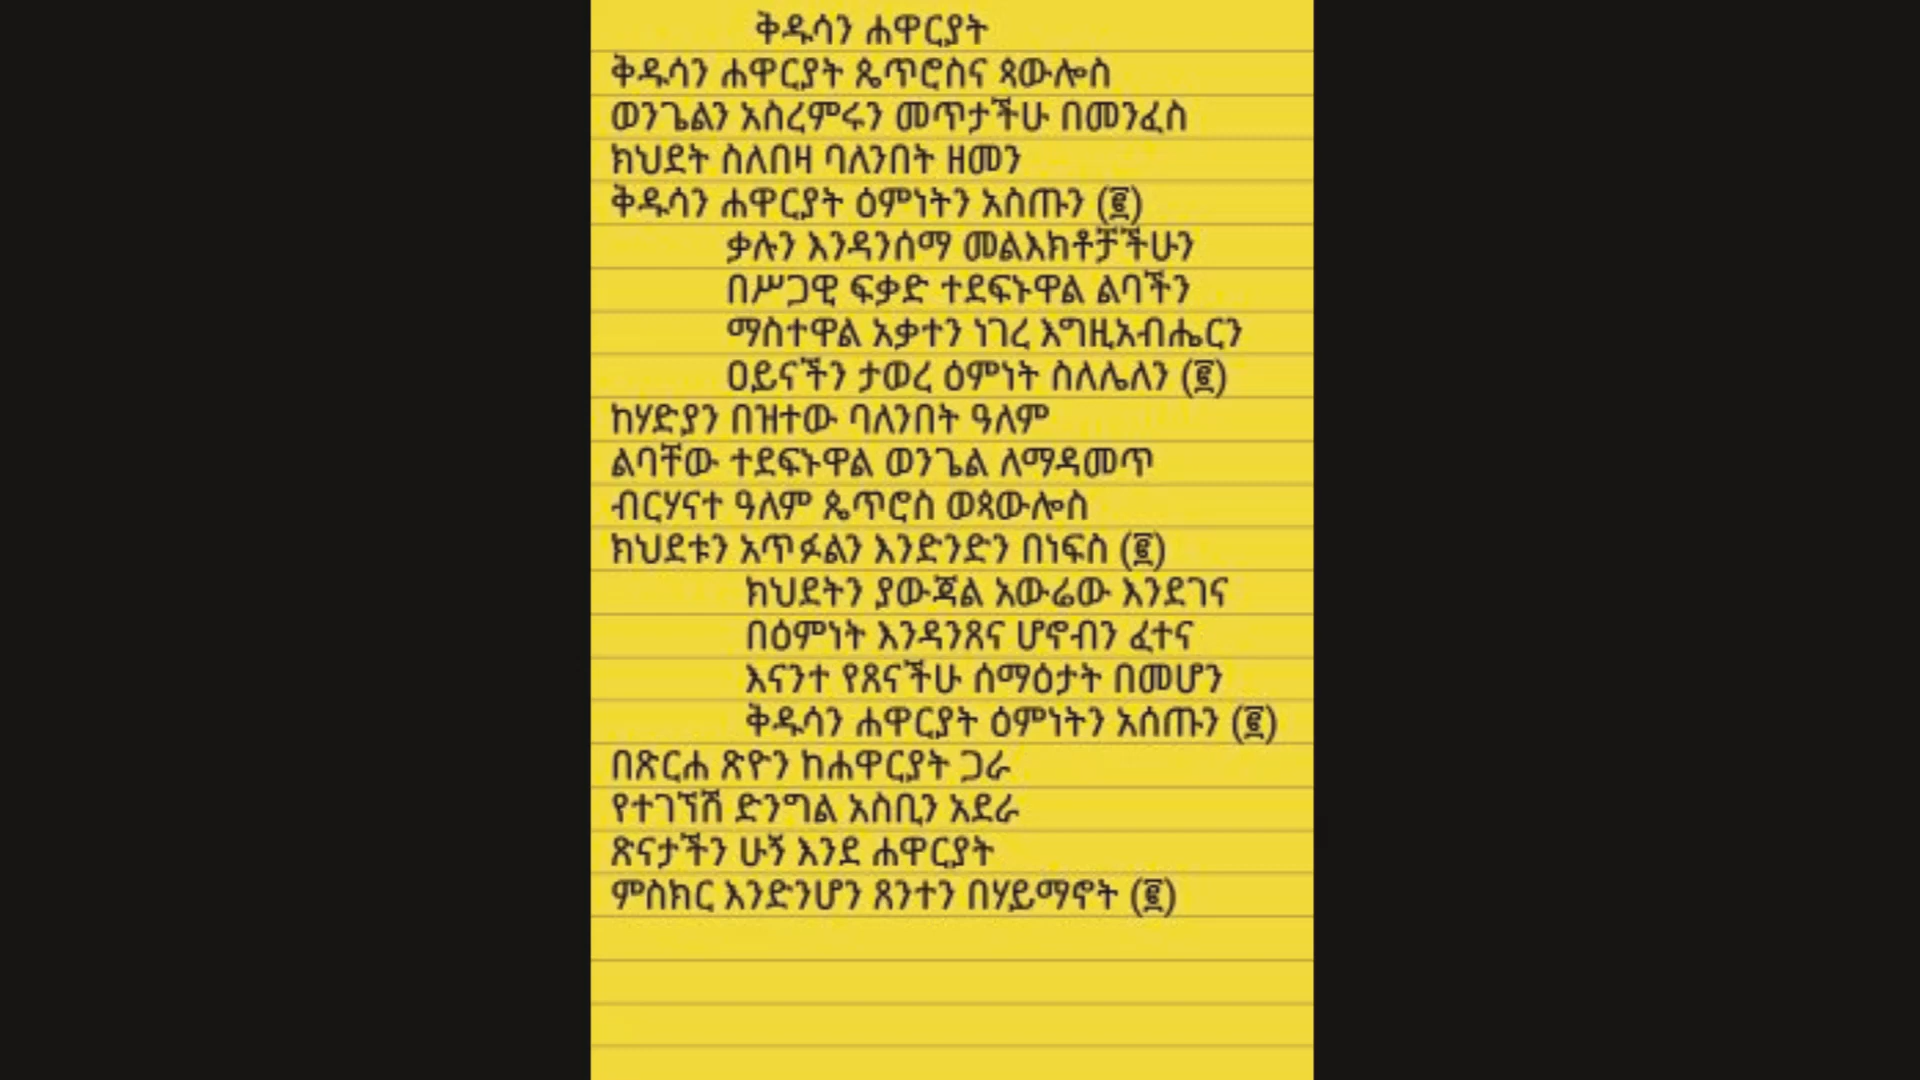 ቅዱሳን ሐዋርያት
ቅዱሳን ሐዋርያት ጴጥሮስና ጳውሎስ
ወንጌልን አስረምሩን መጥታችሁ በመንፈስ
ክህደት ስለበዛ ባለንበት ዘመን
ቅዱሳን ሐዋርያት ዕምነትን አስጡን (፪)
ቃሉን እንዳንሰማ መልእክቶቻችሁን
በሥጋዊ ፍቃድ ተደፍኑዋል ልባችን
ማስተዋል አቃተን ነገረ እግዚአብሔርን
ዐይናችን ታወረ ዕምነት ስለሌለን (፪)
ከሃድያን በዝተው ባለንበት ዓለም
ልባቸው ተደፍኑዋል ወንጌል ለማዳመጥ
ብርሃናተ ዓለም ጴጥሮስ ወጳውሎስ
ክህደቱን አጥፉልን እንድንድን በነፍስ (፪)
ክህደትን ያውጃል አውሬው እንደገና
በዕምነት እንዳንጸና ሆኖብን ፈተና
እናንተ የጸናችሁ ሰማዕታት በመሆን
ቅዱሳን ሐዋርያት ዕምነትን አሰጡን (፪)
በጽርሐ ጽዮን ከሐዋርያት ጋራ
የተገኘሽ ድንግል አስቢን አደራ
ጽናታችን ሁኝ እንደ ሐዋርያት
ምስክር እንድንሆን ጸንተን በሃይማኖት (፪)